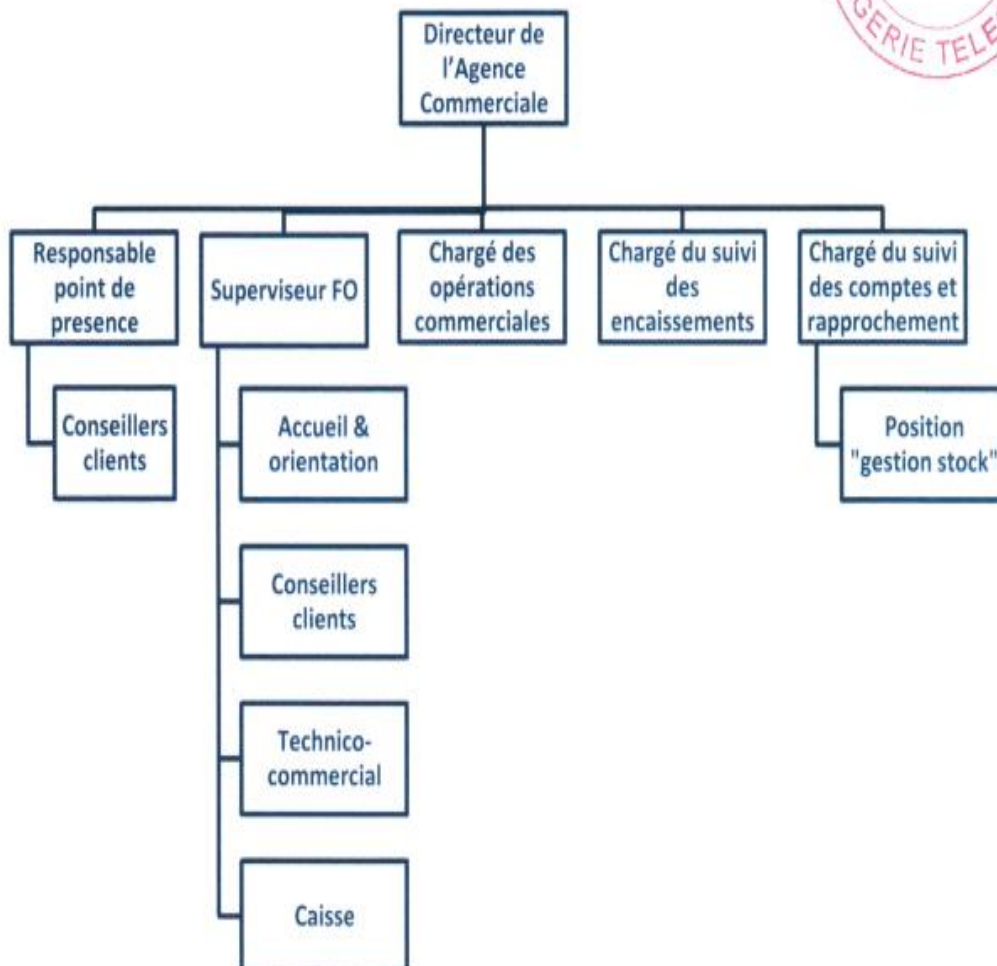 GERIE TELE
Directeur de
l'Agence
Commerciale
Responsable
point de
presence
Superviseur FO
Chargé des
opérations
commerciales
Chargé du suivi
des
encaissements
Chargé du suivi
des comptes et
rapprochement
Conseillers
clients
Accueil &
orientation
Position
"gestion stock"
Conseillers
clients
Technico-
commercial
Caisse